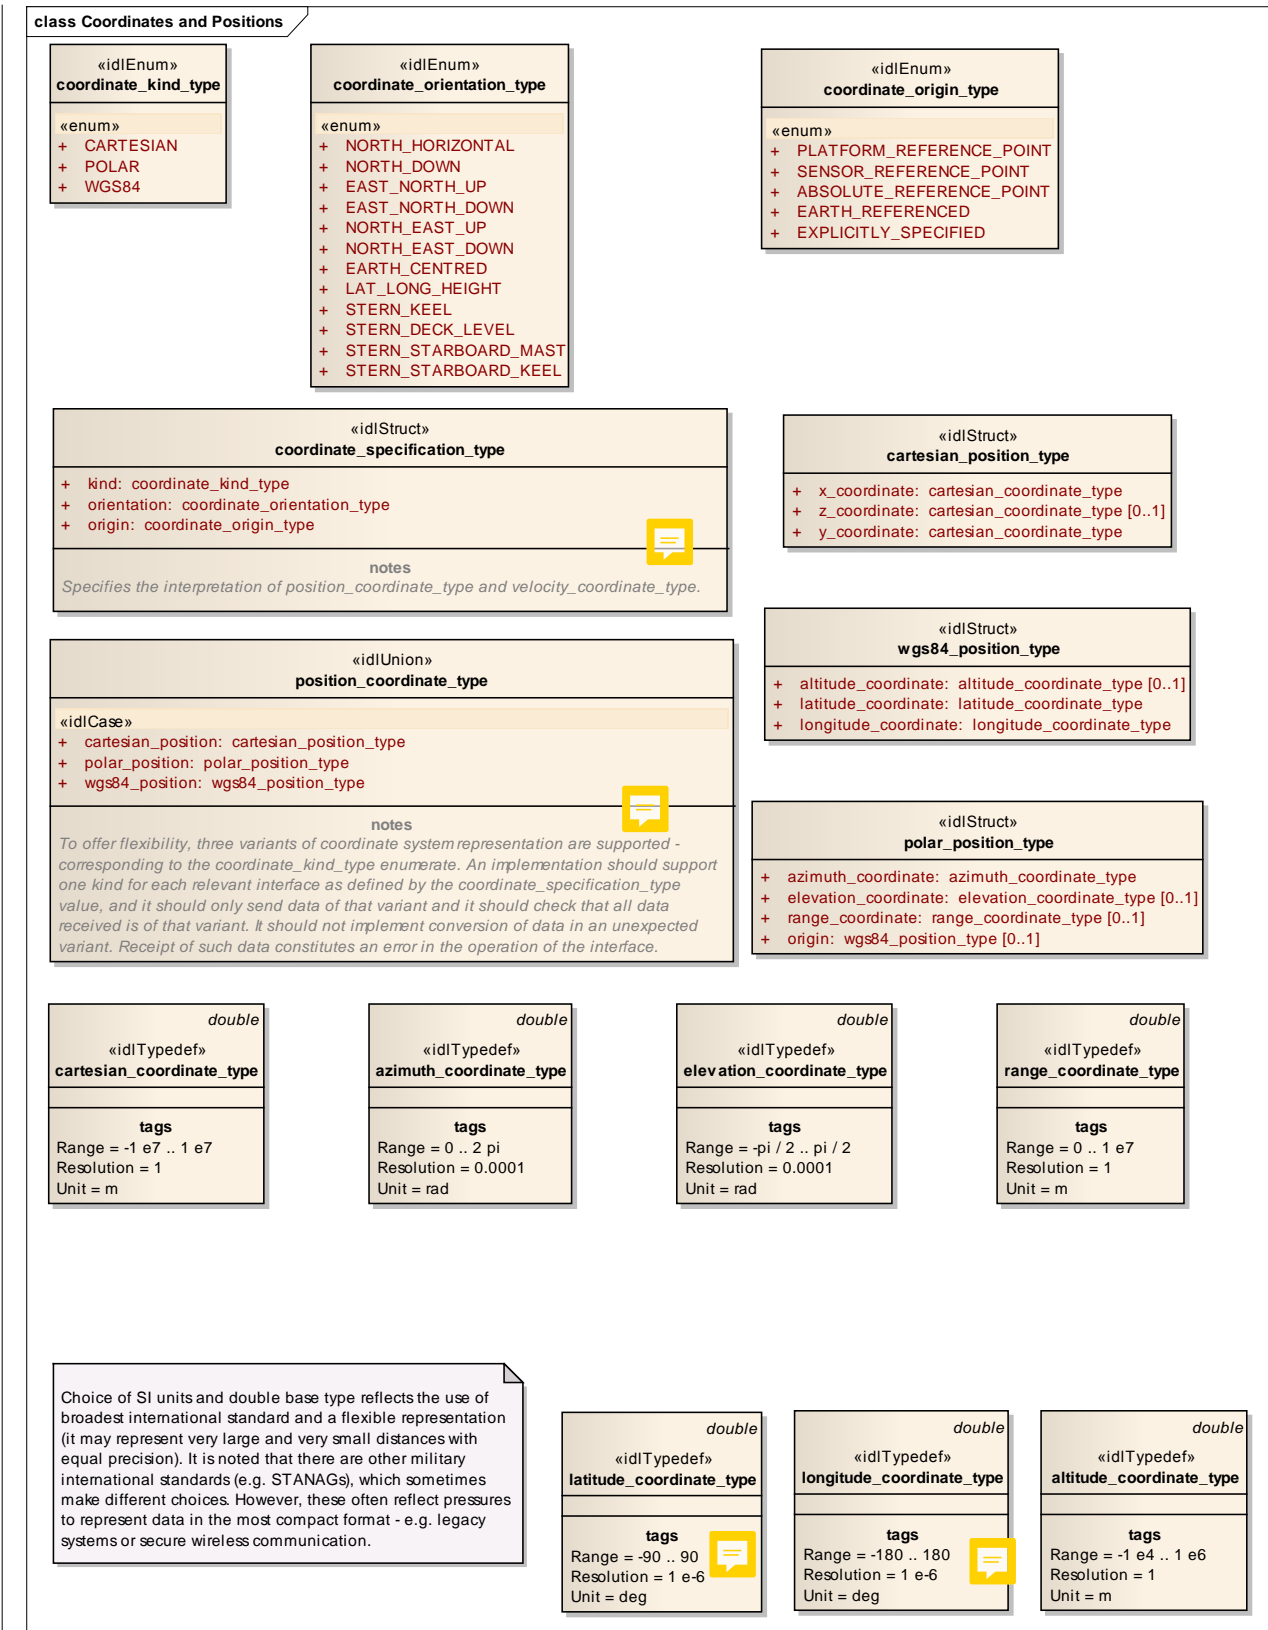 class Coordinates and Positions
«idlEnum»
coordinate_kind_type
«enum»
+ CARTESIAN
+ POLAR
+ WGS84
«idlEnum»
coordinate_orientation_type
«enum»
+ NORTH_HORIZONTAL
+ NORTH_DOWN
+ EAST_NORTH_UP
+ EAST_NORTH_DOWN
+ NORTH_EAST_UP
+ NORTH_EAST_DOWN
+ EARTH_CENTRED
+ LAT_LONG_HEIGHT
+ STERN_KEEL
+ STERN_DECK_LEVEL
+ STERN_STARBOARD_MAST
+ STERN_STARBOARD_KEEL
«idlEnum»
coordinate_origin_type
«enum»
+ PLATFORM_REFERENCE_POINT
+ SENSOR_REFERENCE_POINT
+ ABSOLUTE_REFERENCE_POINT
+ EARTH_REFERENCED
+ EXPLICITLY_SPECIFIED
«idlStruct»
coordinate_specification_type
+ kind: coordinate_kind_type
+ orientation: coordinate_orientation_type
+ origin: coordinate_origin_type
notes
Specifies the interpretation of position_coordinate_type and velocity_coordinate_type.
«idlStruct»
cartesian_position_type
+ x_coordinate: cartesian_coordinate_type
+ z_coordinate: cartesian_coordinate_type [0..1]
+ y_coordinate: cartesian_coordinate_type
«idlUnion»
position_coordinate_type
«idlCase»
+ cartesian_position: cartesian_position_type
+ polar_position: polar_position_type
+ wgs84_position: wgs84_position_type
notes
To offer flexibility, three variants of coordinate system representation are supported -
corresponding to the coordinate_kind_type enumerate. An implementation should support
one kind for each relevant interface as defined by the coordinate_specification_type
value, and it should only send data of that variant and it should check that all data
received is of that variant. It should not implement conversion of data in an unexpected
variant. Receipt of such data constitutes an error in the operation of the interface.
«idlStruct»
wgs84_position_type
+ altitude_coordinate: altitude_coordinate_type [0..1]
+ latitude_coordinate: latitude_coordinate_type
+ longitude_coordinate: longitude_coordinate_type
«idlStruct»
polar_position_type
+ azimuth_coordinate: azimuth_coordinate_type
+ elevation_coordinate: elevation_coordinate_type [0..1]
+ range_coordinate: range_coordinate_type [0..1]
+ origin: wgs84_position_type [0..1]
double
«idlTypedef»
cartesian_coordinate_type
tags
Range = -1 e7 .. 1 e7
Resolution = 1
Unit = m
double
«idlTypedef»
azimuth_coordinate_type
tags
Range = 0 .. 2 pi
Resolution = 0.0001
Unit = rad
double
«idlTypedef»
elevation_coordinate_type
tags
Range = -pi / 2 .. pi / 2
Resolution = 0.0001
Unit = rad
double
«idlTypedef»
range_coordinate_type
tags
Range = 0 .. 1 e7
Resolution = 1
Unit = m
Choice of SI units and double base type reflects the use of
broadest international standard and a flexible representation
(it may represent very large and very small distances with
equal precision). It is noted that there are other military
international standards (e.g. STANAGs), which sometimes
make different choices. However, these often reflect pressures
to represent data in the most compact format - e.g. legacy
systems or secure wireless communication.
double
«idlTypedef»
latitude_coordinate_type
tags
Range = -90 .. 90
Resolution = 1 e-6
Unit = deg
double
«idlTypedef»
longitude_coordinate_type
tags
Range = -180 .. 180
Resolution = 1 e-6
Unit = deg
double
«idlTypedef»
altitude_coordinate_type
tags
Range = -1 e4 .. 1 e6
Resolution = 1
Unit = m